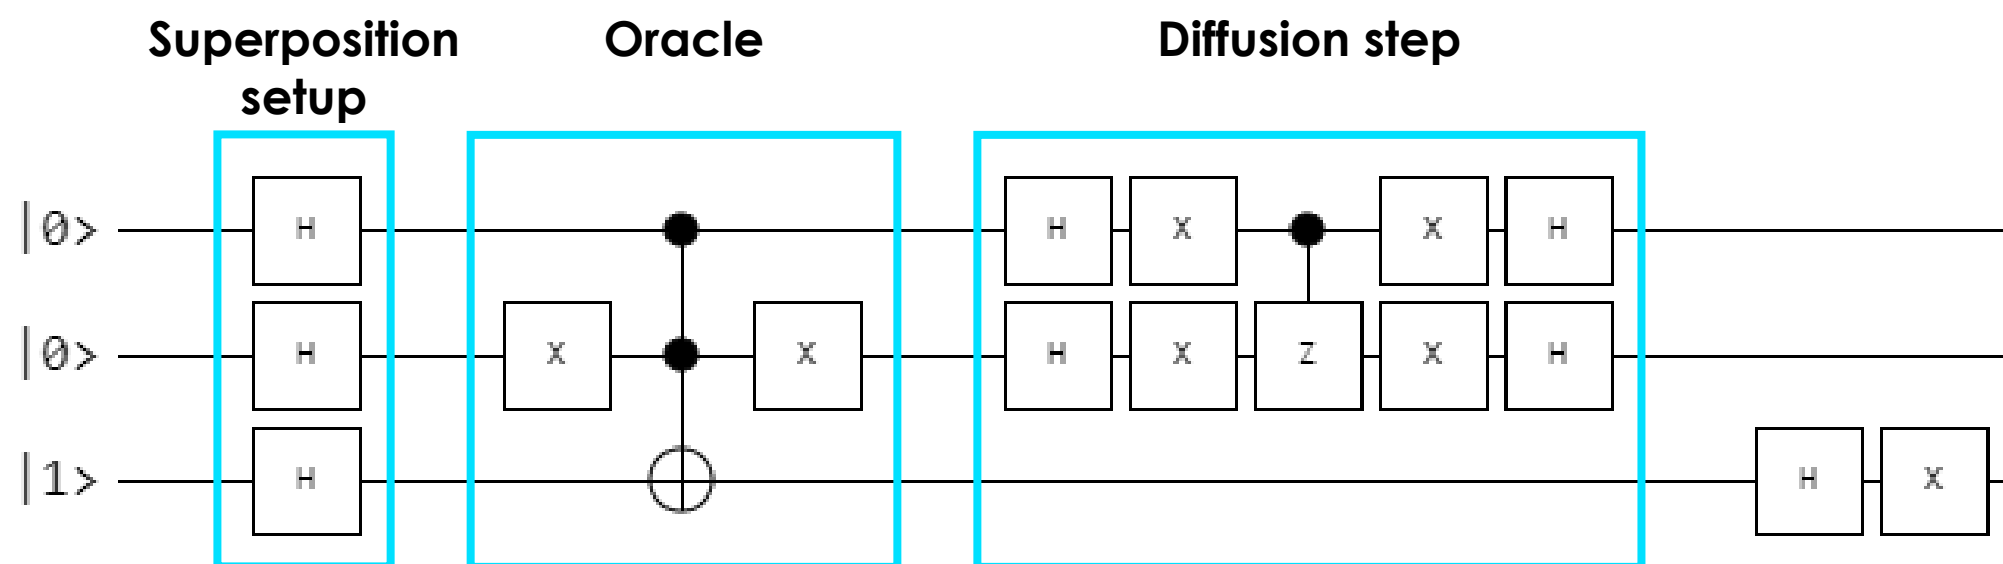 Superposition
setup
Oracle
Diffusion step
|0> H H X X H
|0> H X X H X Z X H
|1> H H X